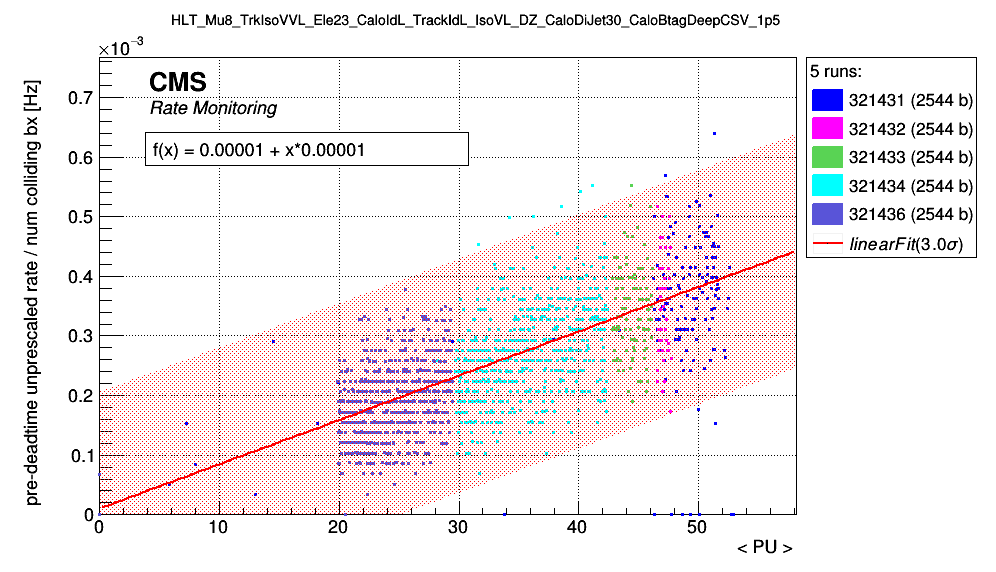 HLT_Mu8_TrkIsoVVL_Ele23_CaloIdL_TrackIdL_IsoVL_DZ_CaloDiJet30_CaloBtagDeepCSV_1p5
×10⁻³
CMS
Rate Monitoring
f(x) = 0.00001 + x*0.00001
pre-deadtime unprescaled rate / num colliding bx [Hz]
0.7
0.6
0.5
0.4
0.3
0.2
0.1
0
0 10 20 30 40 50
< PU >
5 runs:
321431 (2544 b)
321432 (2544 b)
321433 (2544 b)
321434 (2544 b)
321436 (2544 b)
linearFit(3.0σ)